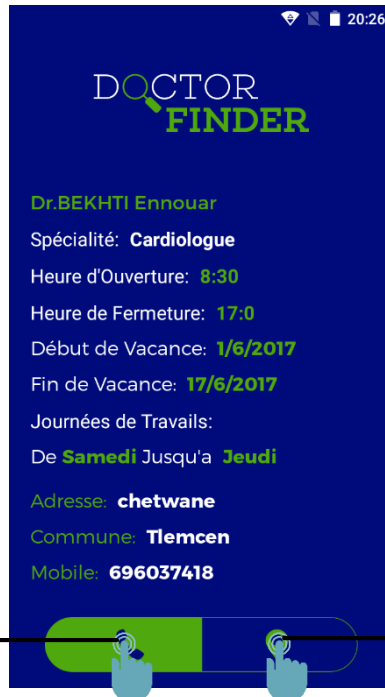 20:26
DOCTOR
FINDER
Dr.BEKHTI Ennouar
Spécialité: Cardiologue
Heure d'Ouverture: 8:30
Heure de Fermeture: 17:0
Début de Vacance: 1/6/2017
Fin de Vacance: 17/6/2017
Journées de Travails:
De Samedi Jusqu'a Jeudi
Adresse: chetwane
Commune: Tlemcen
Mobile: 696037418